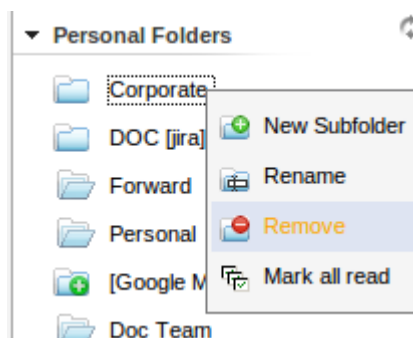 Personal Folders
Corporate
DOC [jira]
New Subfolder
Forward
Rename
Personal
Remove
[Google M
Mark all read
Doc Team